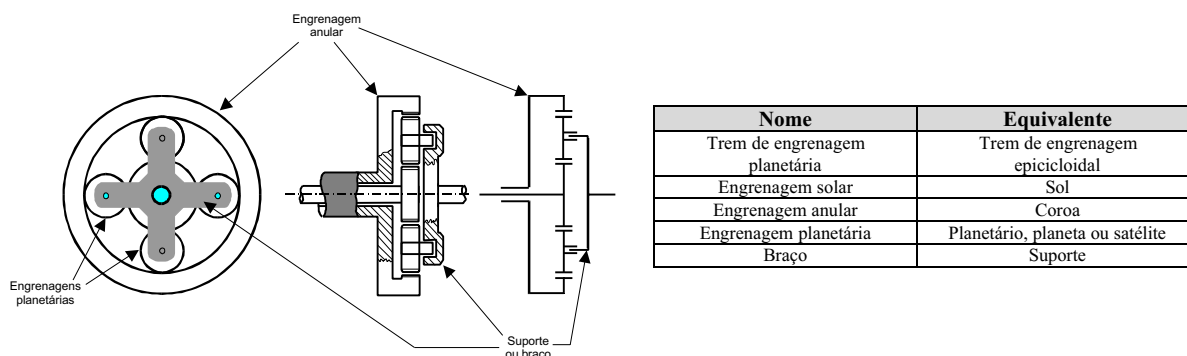 Engrenagem
anular
Engrenagens
planetárias
Suporte
ou braço
Nome Equivalente
Trem de engrenagem Trem de engrenagem
planetária epicicloidal
Engrenagem solar Sol
Engrenagem anular Coroa
Engrenagem planetária Planetário, planeta ou satélite
Braço Suporte